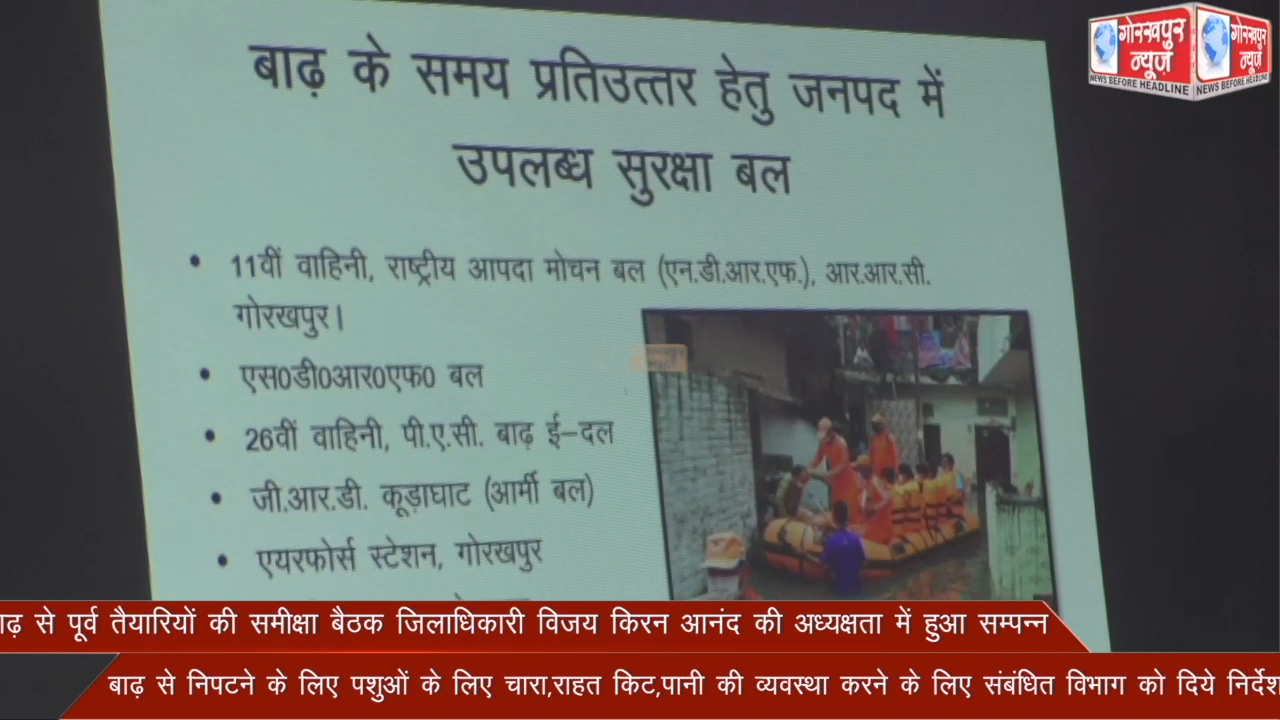 बाढ़ के समय प्रतिउत्तर हेतु जनपद में
उपलब्ध सुरक्षा बल
• 11वीं वाहिनी, राष्ट्रीय आपदा मोचन बल (एन.डी.आर.एफ.), आर.आर.सी.
गोरखपुर।
• एस0डी0आर0एफ0 बल
• 26वीं वाहिनी, पी.ए.सी. बाढ़ ई–दल
• जी.आर.डी. कूड़ाघाट (आर्मी बल)
• एयरफोर्स स्टेशन, गोरखपुर
गोरखपुर
न्यूज़
NEWS BEFORE HEADLINE
गोरखपुर
न्यूज़
NEWS BEFORE HEADLINE
से पूर्व तैयारियों की समीक्षा बैठक जिलाधिकारी विजय किरन आनंद की अध्यक्षता में हुआ सम्पन्न
बाढ़ से निपटने के लिए पशुओं के लिए चारा,राहत किट,पानी की व्यवस्था करने के लिए संबंधित विभाग को दिये निर्देश